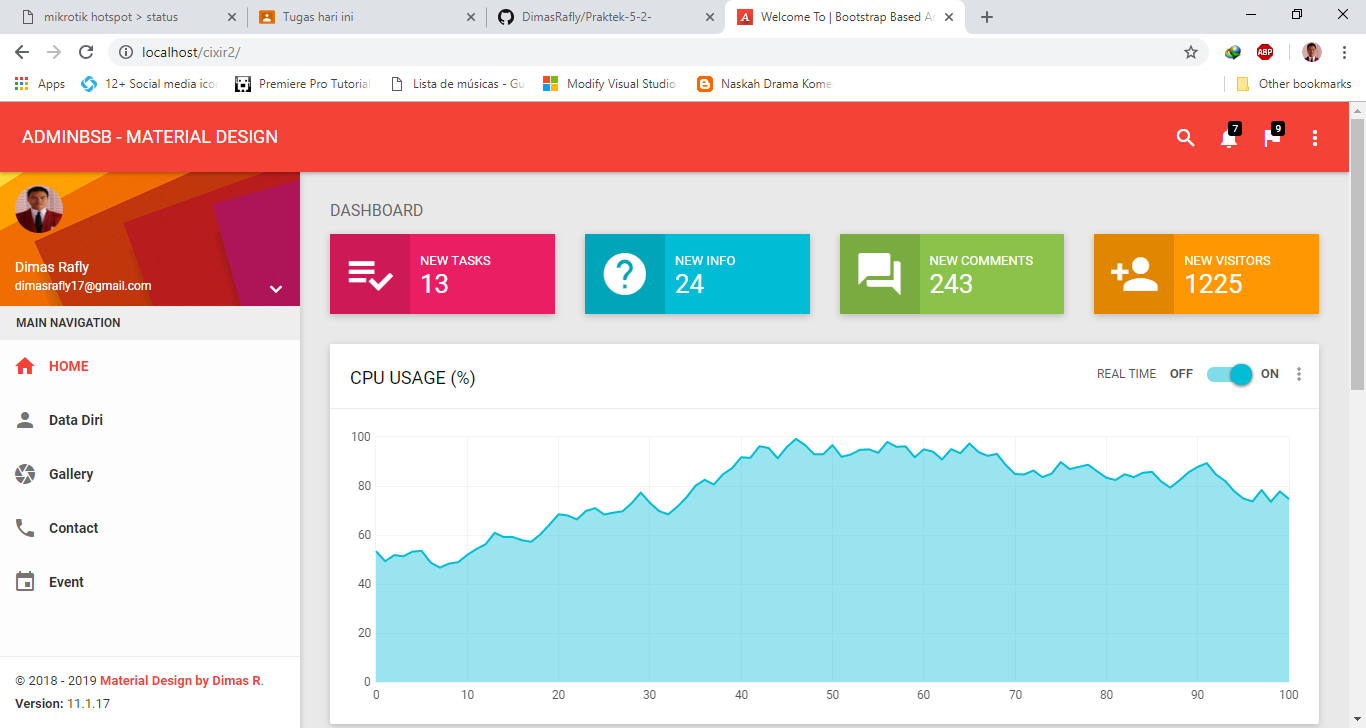 mikrotik hotspot > status
Tugas hari ini
DimasRafly/Praktek-5-2-
Welcome To | Bootstrap Based Ad
localhost/cixir2/
ABP
Apps
12+ Social media icon
Premiere Pro Tutorial
Lista de músicas - Gu
Modify Visual Studio
Naskah Drama Kome
Other bookmarks
ADMINBSB - MATERIAL DESIGN
7
9
Dimas Rafly
dimasrafly17@gmail.com
MAIN NAVIGATION
HOME
Data Diri
Gallery
Contact
Event
© 2018 - 2019 Material Design by Dimas R.
Version: 11.1.17
DASHBOARD
NEW TASKS
13
NEW INFO
24
NEW COMMENTS
243
NEW VISITORS
1225
CPU USAGE (%)
REAL TIME OFF ON
100
80
60
40
20
0
0 10 20 30 40 50 60 70 80 90 100